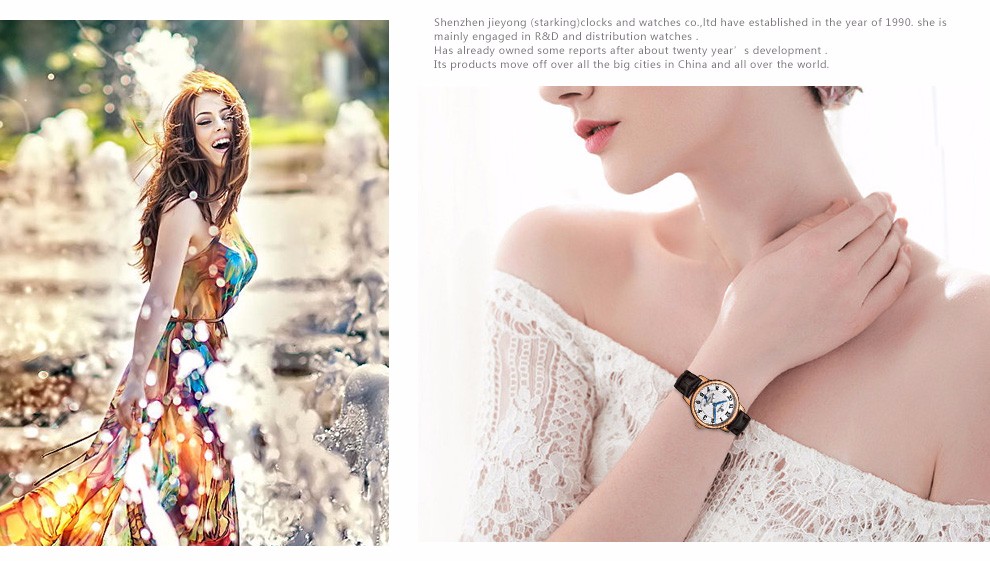 Shenzhen jieyong (starking)clocks and watches co.,ltd have established in the year of 1990. she is
mainly engaged in R&D and distribution watches .
Has already owned some reports after about twenty year’ s development .
Its products move off over all the big cities in China and all over the world.